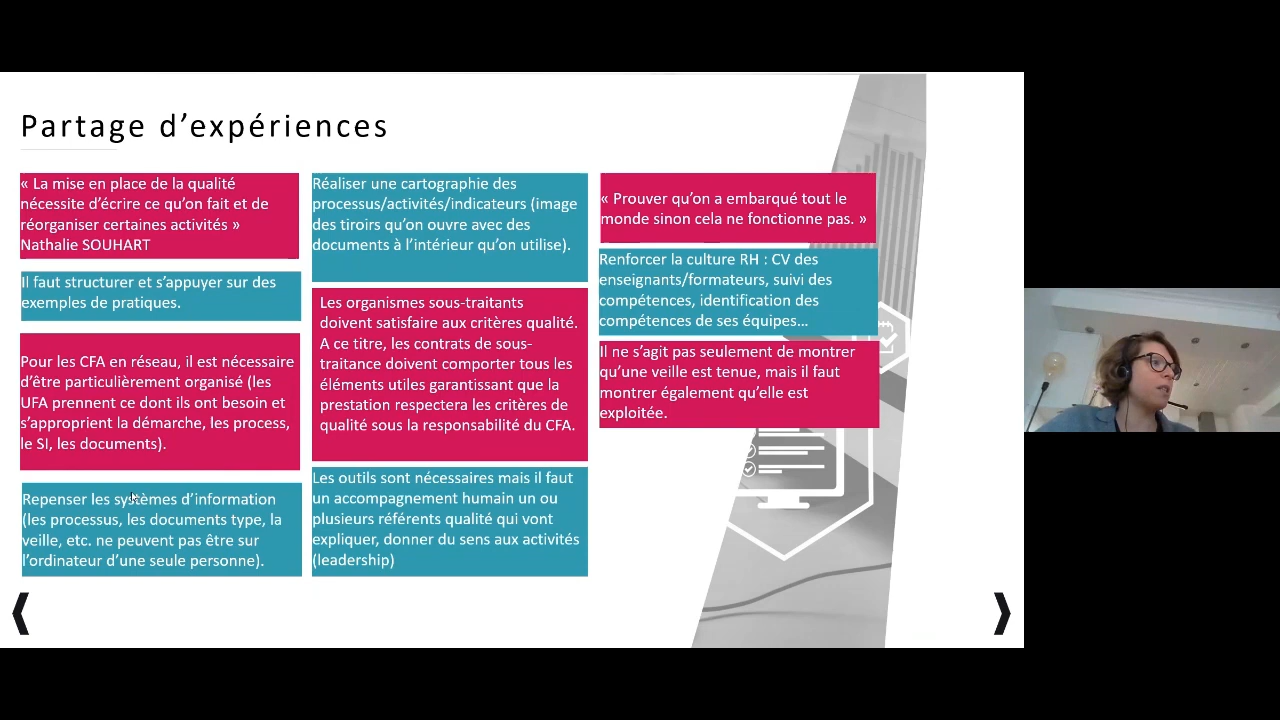 Partage d’expériences
« La mise en place de la qualité
nécessite d’écrire ce qu’on fait et de
réorganiser certaines activités »
Nathalie SOUHART
Il faut structurer et s’appuyer sur des
exemples de pratiques.
Pour les CFA en réseau, il est nécessaire
d’être particulièrement organisé (les
UFA prennent ce dont ils ont besoin et
s’approprient la démarche, les process,
le SI, les documents).
Repenser les systèmes d’information
(les processus, les documents type, la
veille, etc. ne peuvent pas être sur
l’ordinateur d’une seule personne).
Réaliser une cartographie des
processus/activités/indicateurs (image
des tiroirs qu’on ouvre avec des
documents à l’intérieur qu’on utilise).
Les organismes sous-traitants
doivent satisfaire aux critères qualité.
A ce titre, les contrats de sous-
traitance doivent comporter tous les
éléments utiles garantissant que la
prestation respectera les critères de
qualité sous la responsabilité du CFA.
Les outils sont nécessaires mais il faut
un accompagnement humain un ou
plusieurs référents qualité qui vont
expliquer, donner du sens aux activités
(leadership)
« Prouver qu’on a embarqué tout le
monde sinon cela ne fonctionne pas. »
Renforcer la culture RH : CV des
enseignants/formateurs, suivi des
compétences, identification des
compétences de ses équipes…
Il ne s’agit pas seulement de montrer
qu’une veille est tenue, mais il faut
montrer également qu’elle est
exploitée.